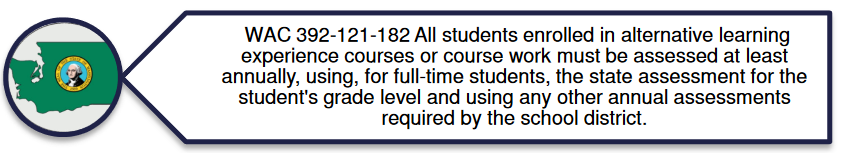 WAC 392-121-182 All students enrolled in alternative learning
experience courses or course work must be assessed at least
annually, using, for full-time students, the state assessment for the
student's grade level and using any other annual assessments
required by the school district.